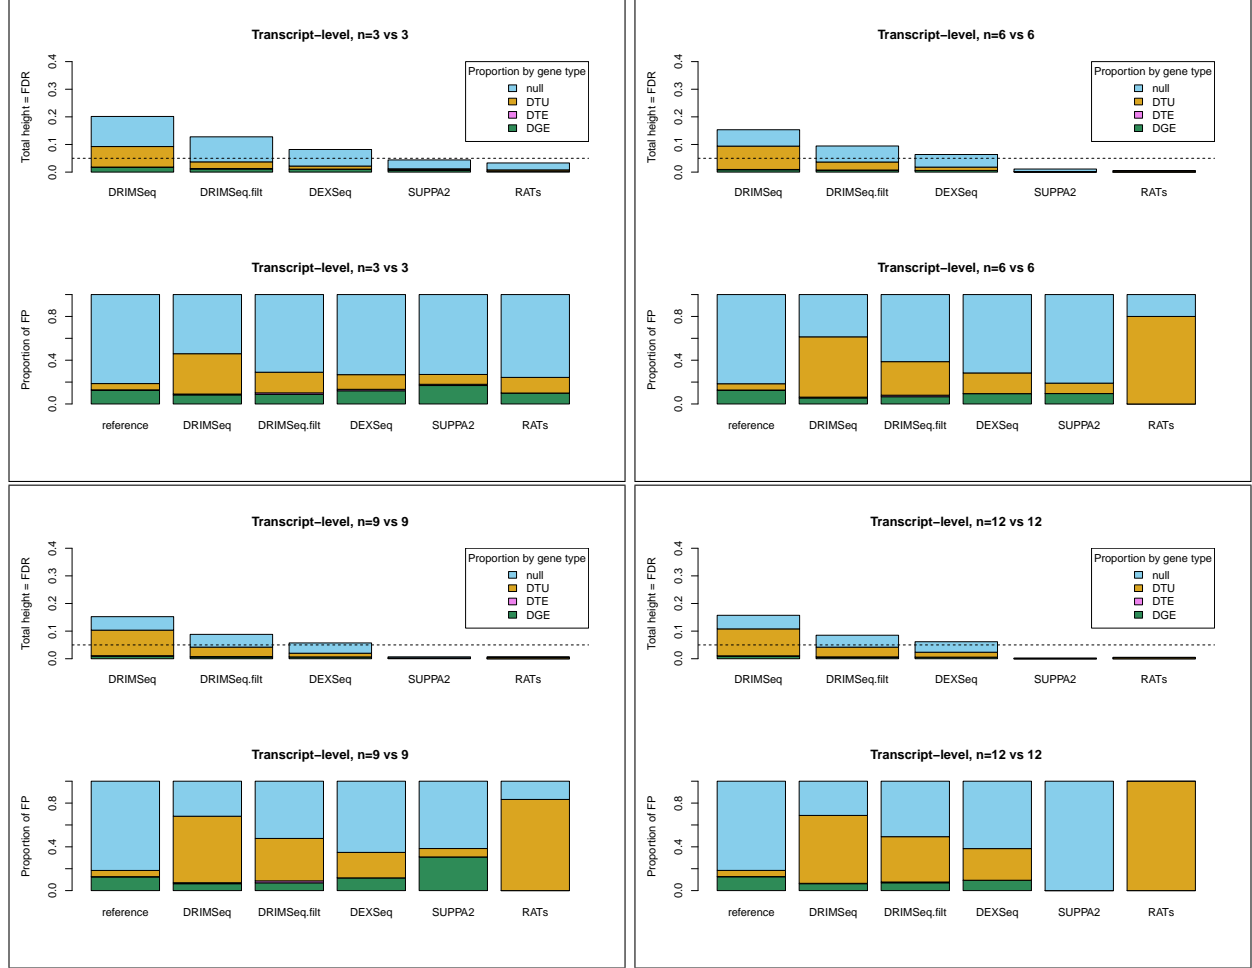 Transcript−level, n=3 vs 3
Total height = FDR
0.0 0.1 0.2 0.3 0.4
Proportion by gene type
null
DTU
DTE
DGE
DRIMSeq DRIMSeq.filt DEXSeq SUPPA2 RATs
Transcript−level, n=3 vs 3
Proportion of FP
0.0 0.4 0.8
reference DRIMSeq DRIMSeq.filt DEXSeq SUPPA2 RATs
Transcript−level, n=6 vs 6
Total height = FDR
0.0 0.1 0.2 0.3 0.4
Proportion by gene type
null
DTU
DTE
DGE
DRIMSeq DRIMSeq.filt DEXSeq SUPPA2 RATs
Transcript−level, n=6 vs 6
Proportion of FP
0.0 0.4 0.8
reference DRIMSeq DRIMSeq.filt DEXSeq SUPPA2 RATs
Transcript−level, n=9 vs 9
Total height = FDR
0.0 0.1 0.2 0.3 0.4
Proportion by gene type
null
DTU
DTE
DGE
DRIMSeq DRIMSeq.filt DEXSeq SUPPA2 RATs
Transcript−level, n=9 vs 9
Proportion of FP
0.0 0.4 0.8
reference DRIMSeq DRIMSeq.filt DEXSeq SUPPA2 RATs
Transcript−level, n=12 vs 12
Total height = FDR
0.0 0.1 0.2 0.3 0.4
Proportion by gene type
null
DTU
DTE
DGE
DRIMSeq DRIMSeq.filt DEXSeq SUPPA2 RATs
Transcript−level, n=12 vs 12
Proportion of FP
0.0 0.4 0.8
reference DRIMSeq DRIMSeq.filt DEXSeq SUPPA2 RATs